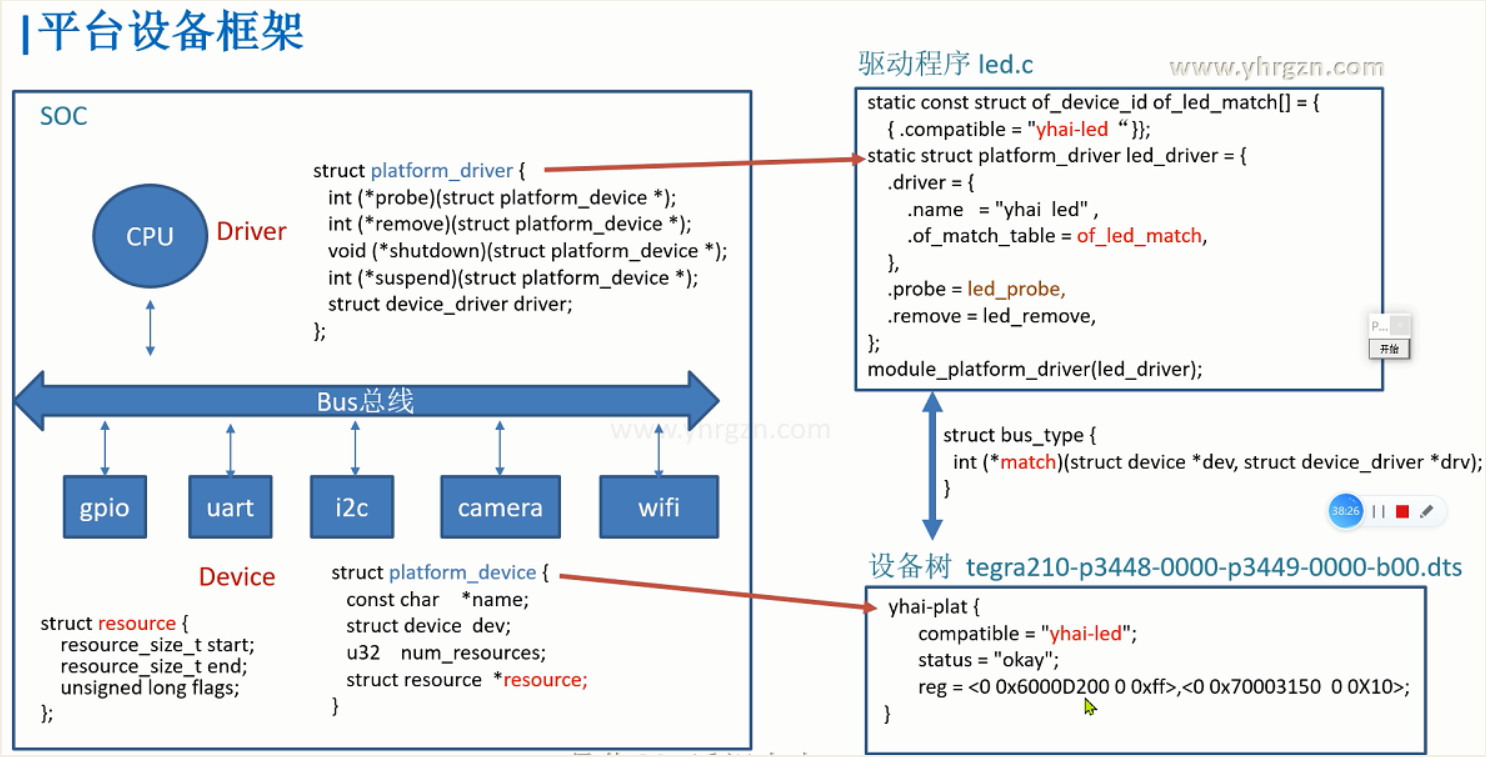 平台设备框架
SOC
CPU
Driver
struct platform_driver {
int (*probe)(struct platform_device *);
int (*remove)(struct platform_device *);
void (*shutdown)(struct platform_device *);
int (*suspend)(struct platform_device *);
struct device_driver driver;
};
Bus总线
gpio
uart
i2c
camera
wifi
Device
struct resource {
resource_size_t start;
resource_size_t end;
unsigned long flags;
};
struct platform_device {
const char *name;
struct device dev;
u32 num_resources;
struct resource *resource;
}
驱动程序 led.c
www.yhrgzn.com
static const struct of_device_id of_led_match[] = {
{ .compatible = "yhai-led “}};
static struct platform_driver led_driver = {
.driver = {
.name = "yhai led" ,
.of_match_table = of_led_match,
},
.probe = led_probe,
.remove = led_remove,
};
module_platform_driver(led_driver);
P...
开始
www.yhrgzn.com
struct bus_type {
int (*match)(struct device *dev, struct device_driver *drv);
}
38:26
设备树 tegra210-p3448-0000-p3449-0000-b00.dts
yhai-plat {
compatible = "yhai-led";
status = "okay";
reg = <0 0x6000D200 0 0xff>,<0 0x70003150 0 0X10>;
}